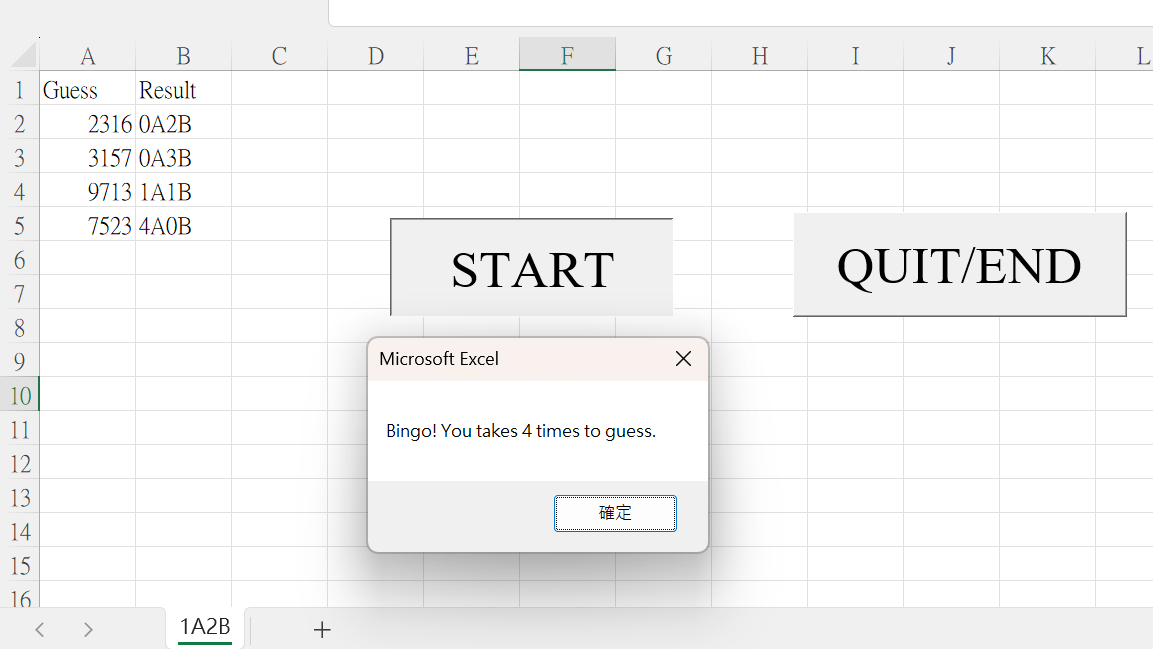 A B C D E F G H I J K L
1 Guess Result
2 2316 0A2B
3 3157 0A3B
4 9713 1A1B
5 7523 4A0B
6
7
8
9
10
11
12
13
14
15
16
START
QUIT/END
Microsoft Excel
Bingo! You takes 4 times to guess.
確定
1A2B